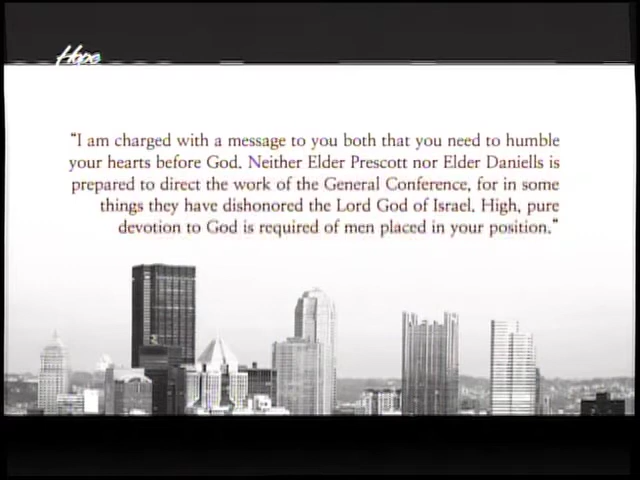 Hope
“I am charged with a message to you both that you need to humble
your hearts before God. Neither Elder Prescott nor Elder Daniells is
prepared to direct the work of the General Conference, for in some
things they have dishonored the Lord God of Israel. High, pure
devotion to God is required of men placed in your position.“